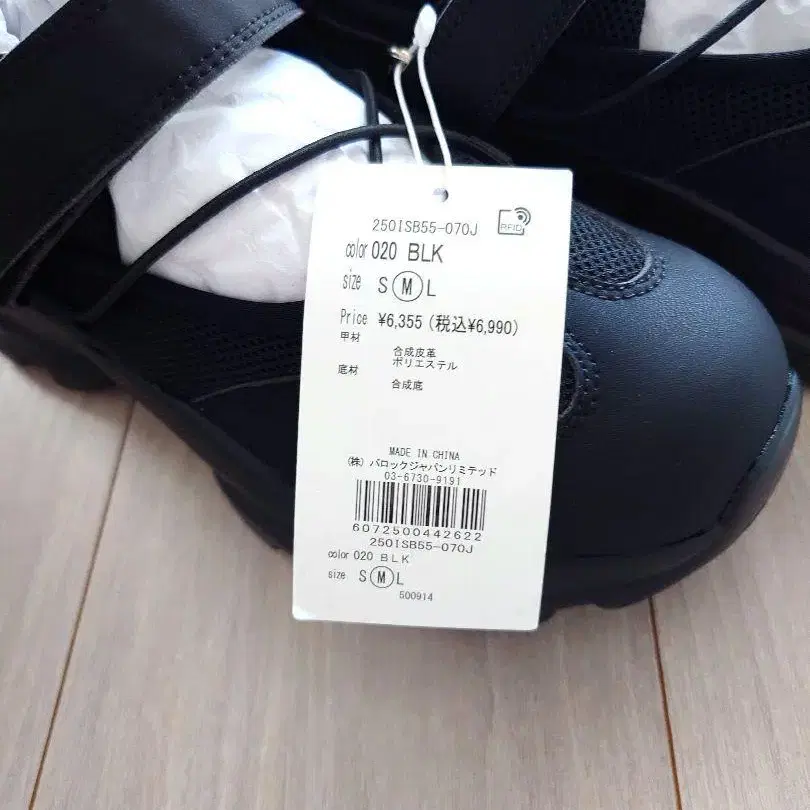 250ISB55-070J
RFID
color 020 BLK
size S M L
Price ¥6,355 (税込¥6,990)
甲材 合成皮革
ポリエステル
底材 合成底
MADE IN CHINA
(株) バロックジャパンリミテッド
03-6730-9191
6072500442622
250ISB55-070J
color 020 BLK
size S M L
500914